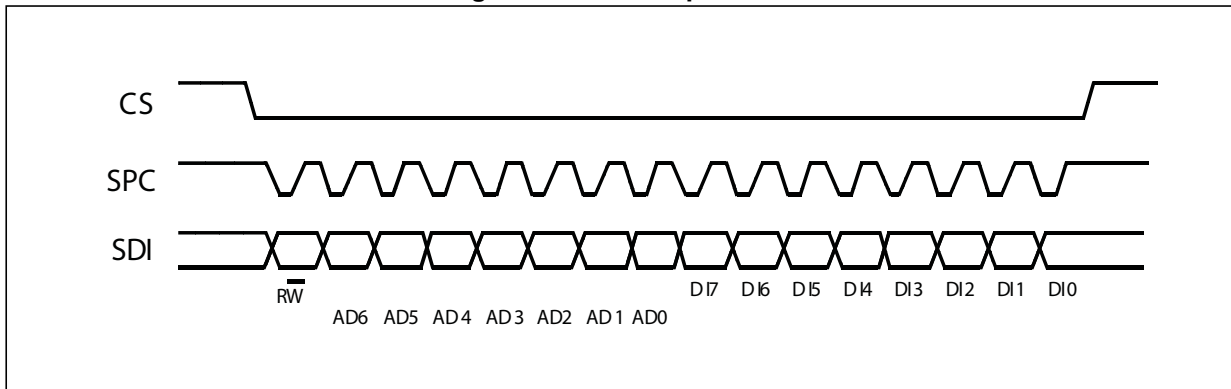 CS
SPC
SDI
RW
DI7 DI6 DI5 DI4 DI3 DI2 DI1 DI0
AD6 AD5 AD4 AD3 AD2 AD1 AD0